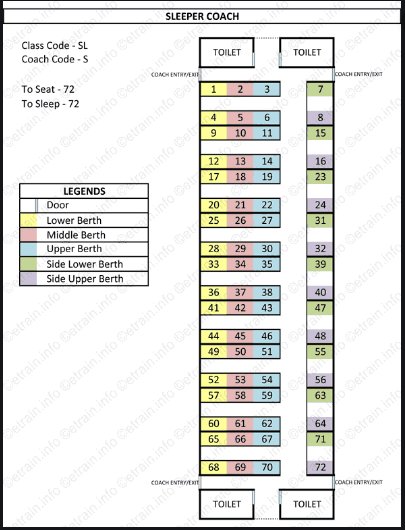 SLEEPER COACH
Class Code - SL
Coach Code - S
To Seat - 72
To Sleep - 72
TOILET TOILET
COACH ENTRY/EXIT COACH ENTRY/EXIT
1 2 3 7
4 5 6 8
9 10 11 15
12 13 14 16
17 18 19 23
20 21 22 24
25 26 27 31
28 29 30 32
33 34 35 39
36 37 38 40
41 42 43 47
44 45 46 48
49 50 51 55
52 53 54 56
57 58 59 63
60 61 62 64
65 66 67 71
68 69 70 72
COACH ENTRY/EXIT COACH ENTRY/EXIT
TOILET TOILET
LEGENDS
Door
Lower Berth
Middle Berth
Upper Berth
Side Lower Berth
Side Upper Berth
©etrain.info